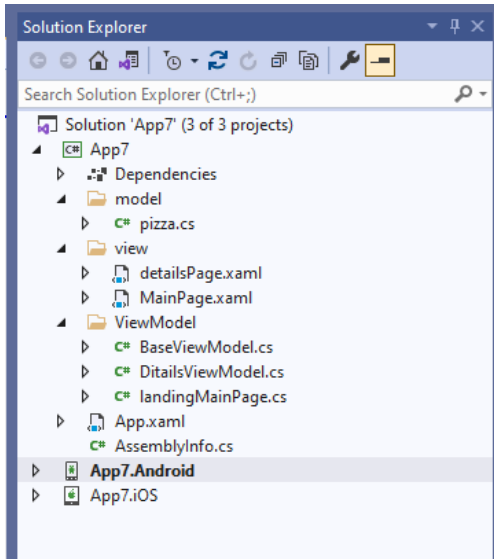 Solution Explorer
Search Solution Explorer (Ctrl+;)
Solution 'App7' (3 of 3 projects)
C# App7
Dependencies
model
C# pizza.cs
view
detailsPage.xaml
MainPage.xaml
ViewModel
C# BaseViewModel.cs
C# DitailsViewModel.cs
C# landingMainPage.cs
App.xaml
C# AssemblyInfo.cs
App7.Android
App7.iOS